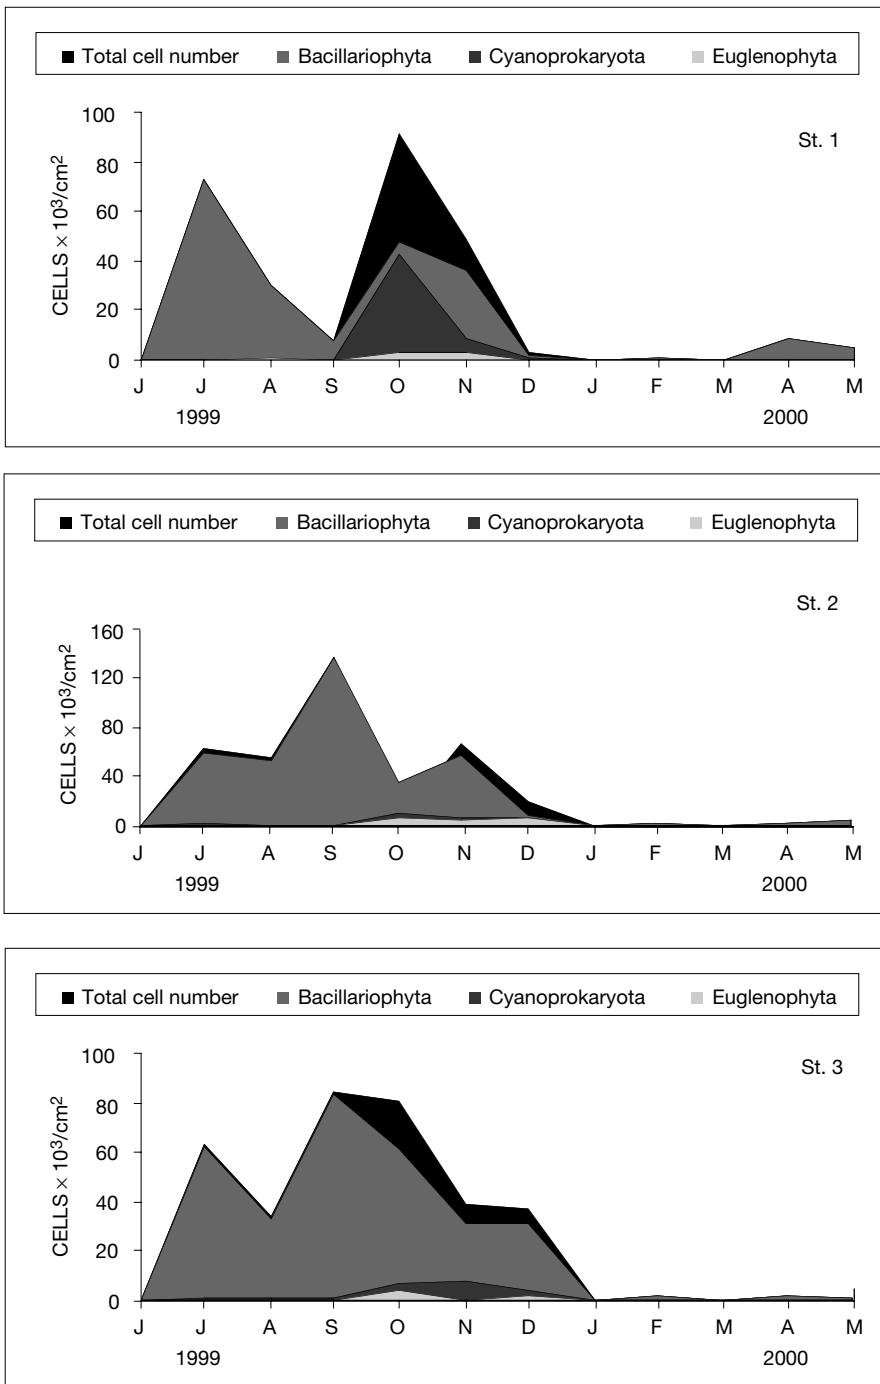 Total cell number Bacillariophyta Cyanoprokaryota Euglenophyta
St. 1
CELLS × 10³/cm²
100
80
60
40
20
0
J J A S O N D J F M A M
1999 2000
Total cell number Bacillariophyta Cyanoprokaryota Euglenophyta
St. 2
CELLS × 10³/cm²
160
120
80
40
0
J J A S O N D J F M A M
1999 2000
Total cell number Bacillariophyta Cyanoprokaryota Euglenophyta
St. 3
CELLS × 10³/cm²
100
80
60
40
20
0
J J A S O N D J F M A M
1999 2000